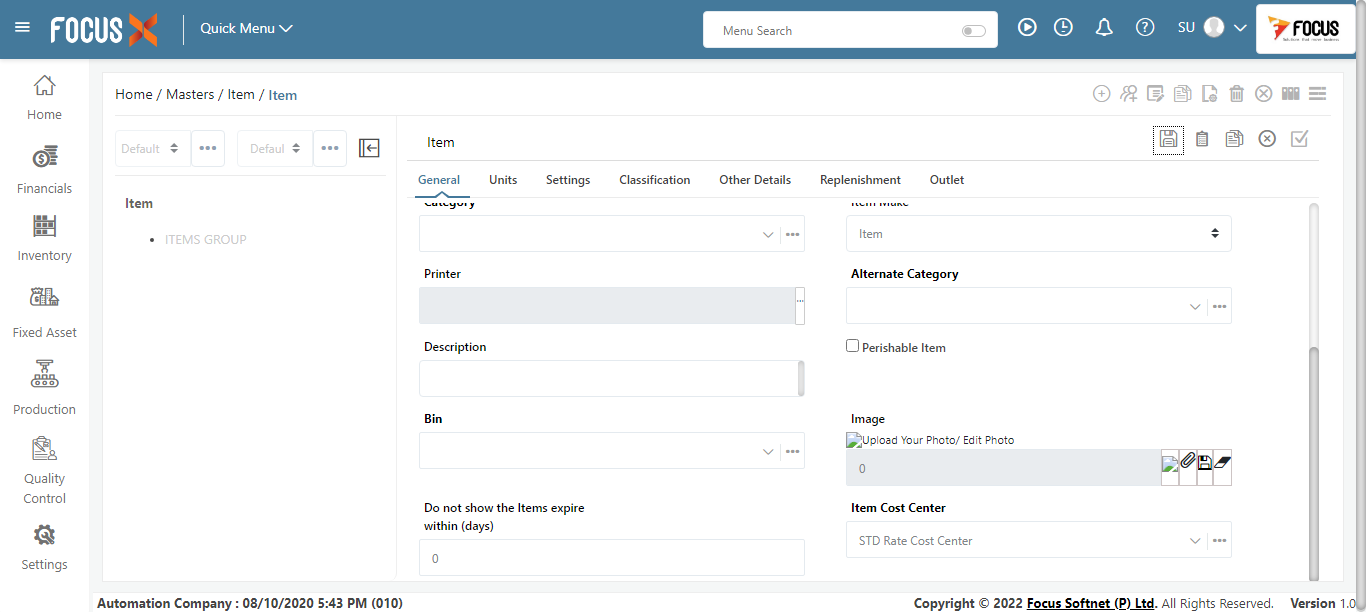 FOCUS X
Quick Menu
Menu Search
SU
FOCUS
Home
Financials
Inventory
Fixed Asset
Production
Quality
Control
Settings
Home / Masters / Item / Item
Default
•••
Defaul
•••
Item
ITEMS GROUP
Item
General
Units
Settings
Classification
Other Details
Replenishment
Outlet
Category
Item Make
Item
Printer
...
Alternate Category
Description
Perishable Item
Bin
Image
Upload Your Photo/ Edit Photo
0
Do not show the Items expire
within (days)
0
Item Cost Center
STD Rate Cost Center
Automation Company : 08/10/2020 5:43 PM (010)
Copyright © 2022 Focus Softnet (P) Ltd. All Rights Reserved.
Version 1.0